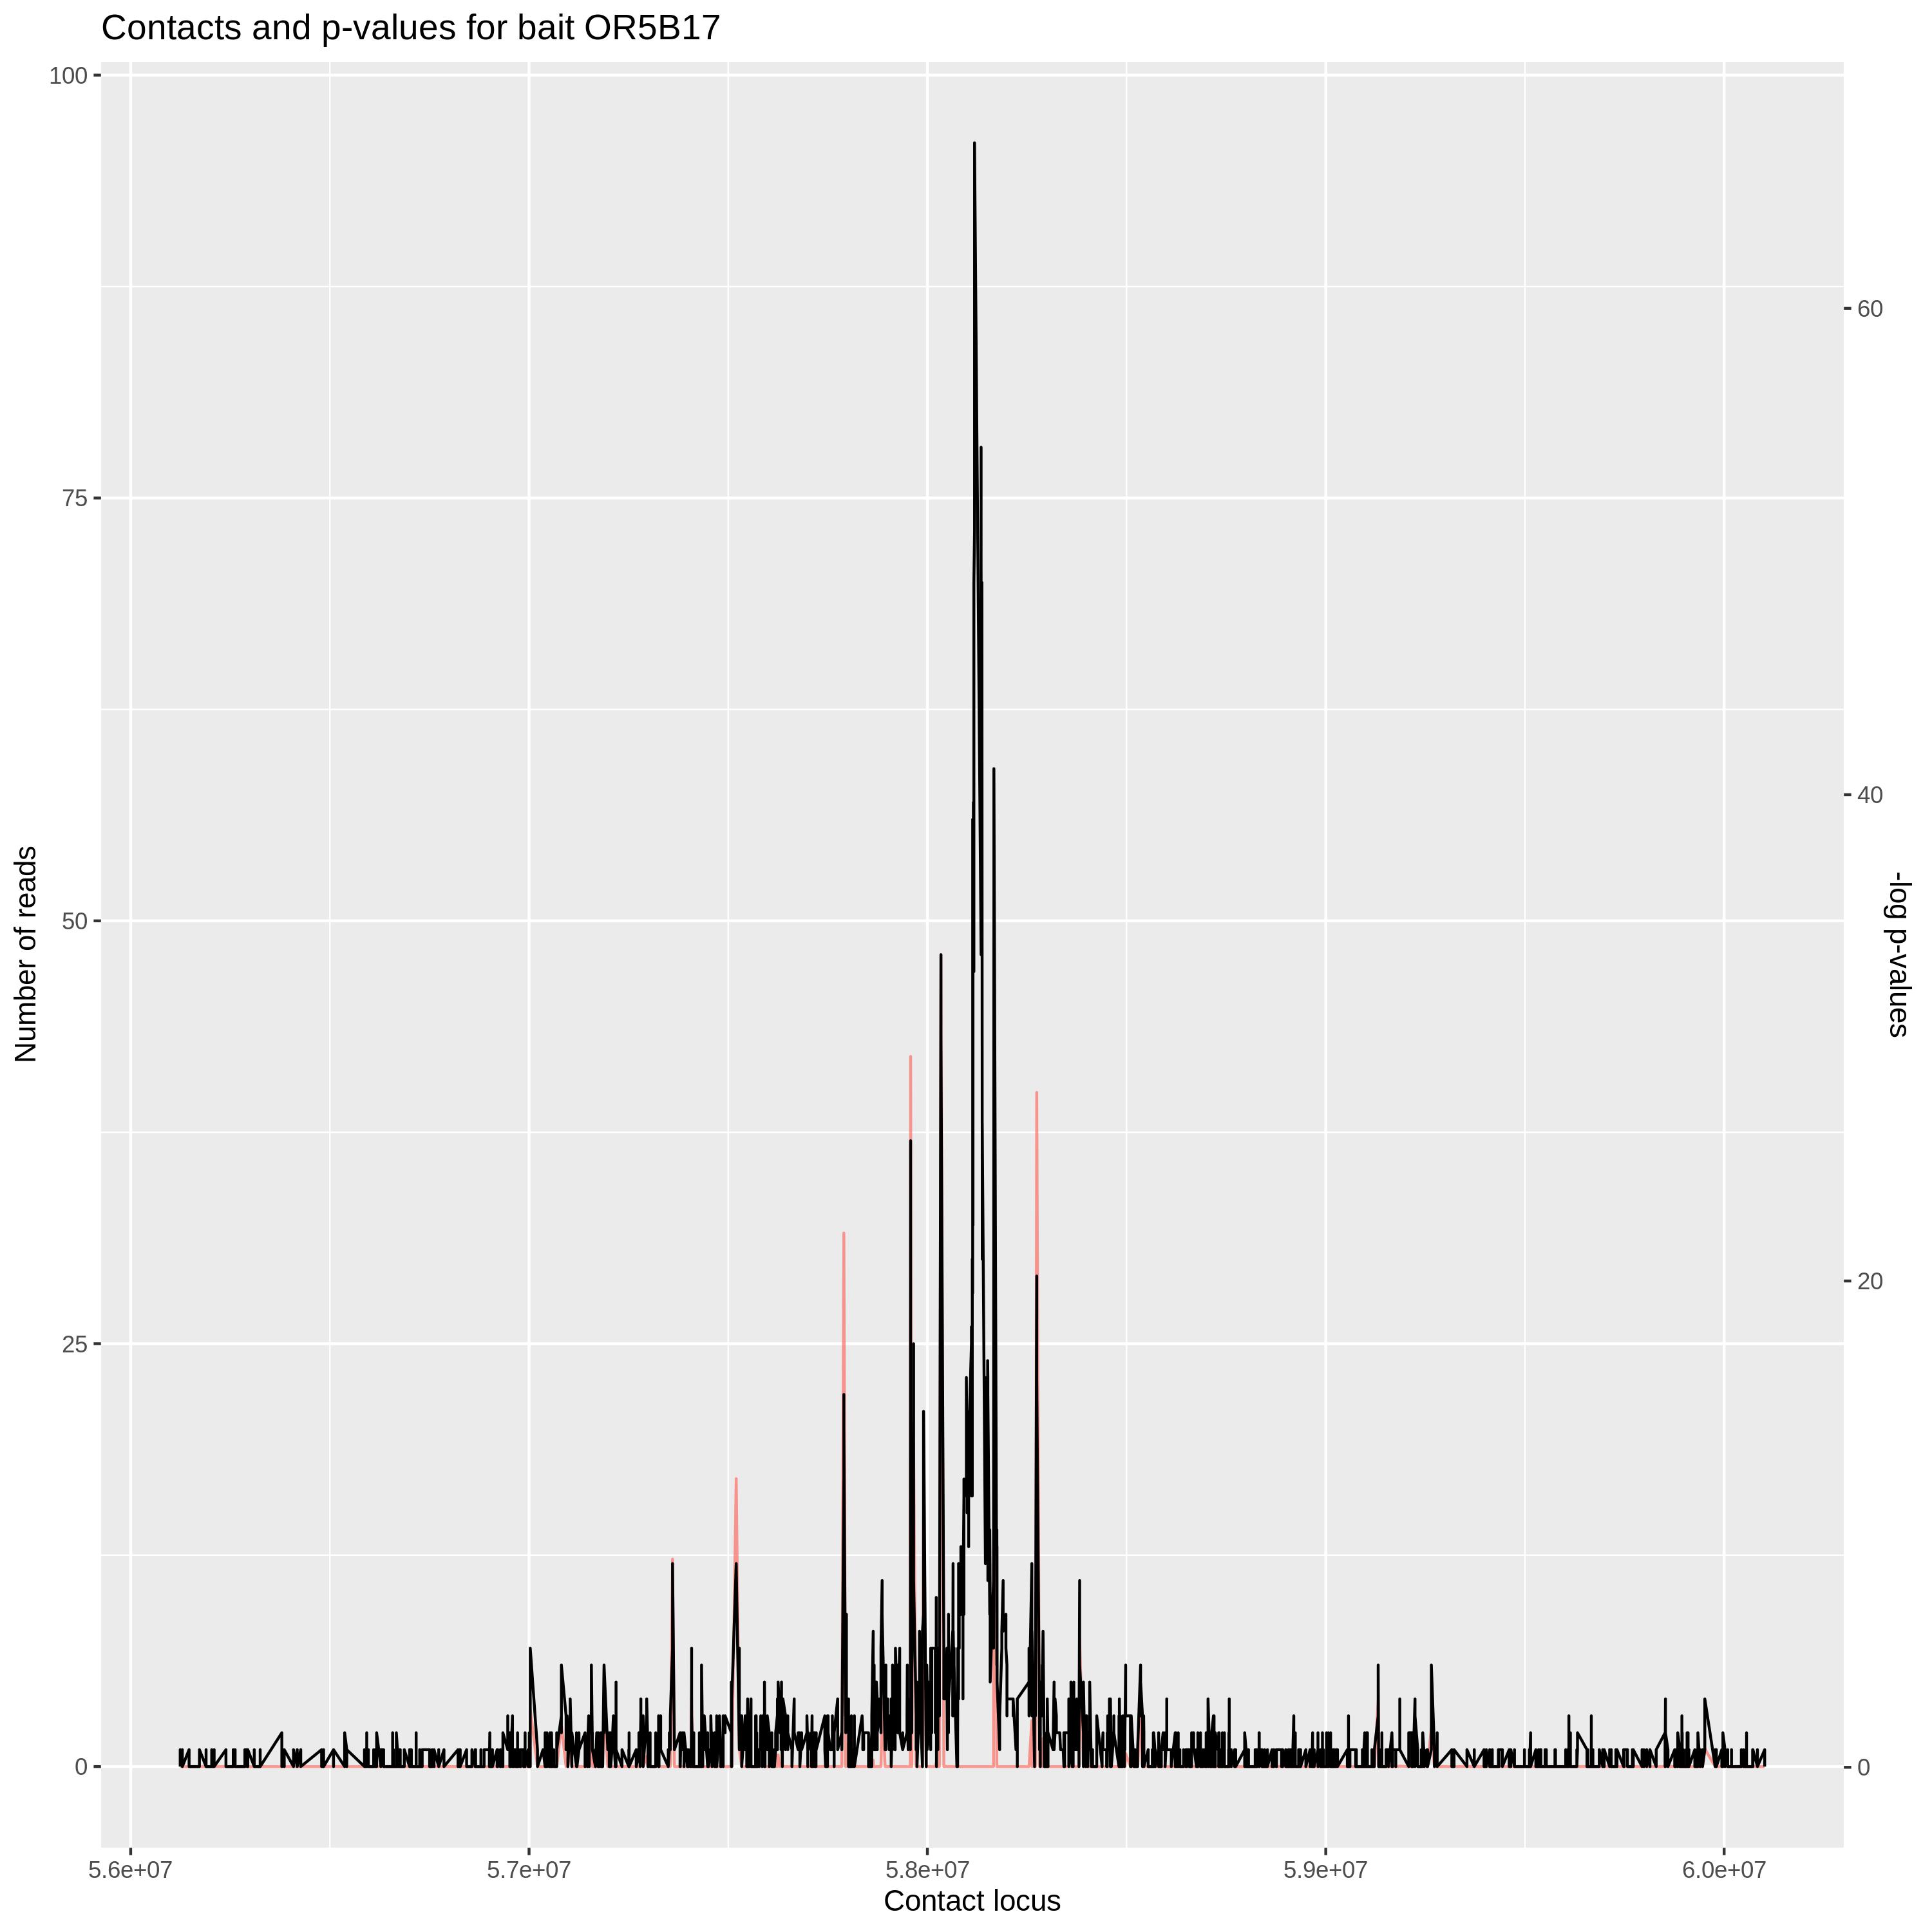 Contacts and p-values for bait OR5B17
100
75
50
25
0
Number of reads
60
40
20
0
-log p-values
5.6e+07 5.7e+07 5.8e+07 5.9e+07 6.0e+07
Contact locus